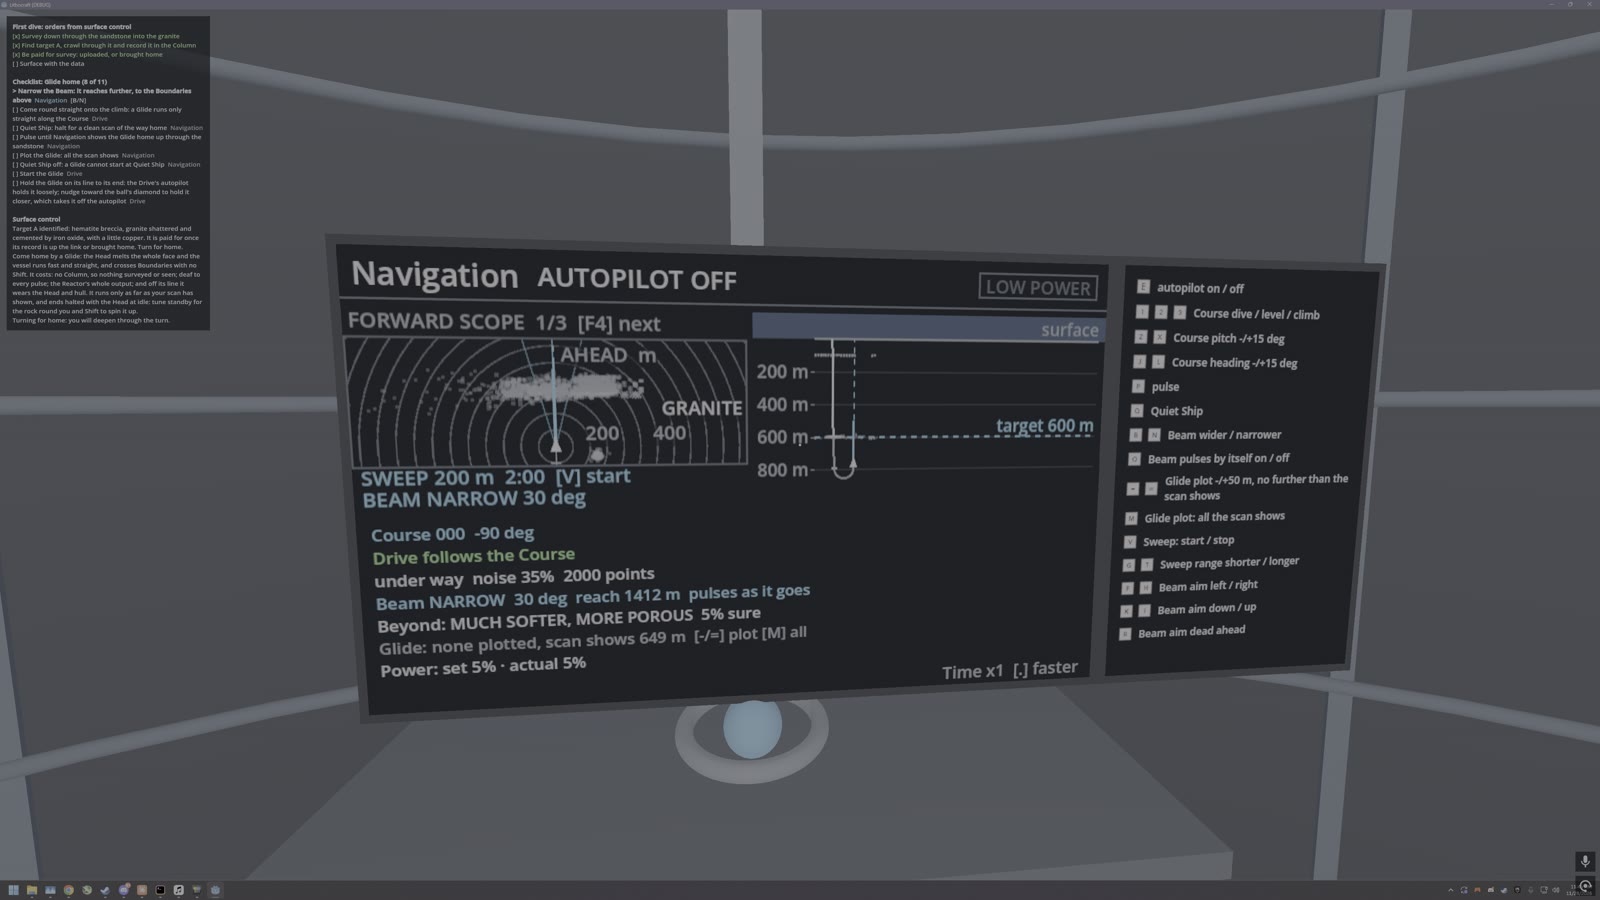 First dive: orders from surface control
[x] Survey down through the sandstone into the granite
[x] Find target A, crawl through it and record it in the Column
[x] Be paid for survey: uploaded, or brought home
[ ] Surface with the data
Checklist: Glide home (8 of 11)
> Narrow the Beam: it reaches further, to the Boundaries
above Navigation [B/N]
[ ] Come round straight onto the climb: a Glide runs only
straight along the Course Drive
[ ] Quiet Ship: halt for a clean scan of the way home Navigation
[ ] Pulse until Navigation shows the Glide home up through the
sandstone Navigation
[ ] Plot the Glide: all the scan shows Navigation
[ ] Quiet Ship off: a Glide cannot start at Quiet Ship Navigation
[ ] Start the Glide Drive
[ ] Hold the Glide on its line to its end: the Drive's autopilot
holds it loosely; nudge toward the ball's diamond to hold it
closer, which takes it off the autopilot Drive
Surface control
Target A identified: hematite breccia, granite shattered and
cemented by iron oxide, with a little copper. It is paid for once
its record is up the link or brought home. Turn for home.
Come home by a Glide: the Head melts the whole face and the
vessel runs fast and straight, and crosses Boundaries with no
Shift. It costs: no Column, so nothing surveyed or seen; deaf to
every pulse; the Reactor's whole output; and off its line it
wears the Head and hull. It runs only as far as your scan has
shown, and ends halted with the Head at idle: tune standby for
the rock round you and Shift to spin it up.
Turning for home: you will deepen through the turn.
Navigation AUTOPILOT OFF
LOW POWER
FORWARD SCOPE 1/3 [F4] next
AHEAD m
GRANITE
200 400
SWEEP 200 m 2:00 [V] start
BEAM NARROW 30 deg
surface
200 m
400 m
600 m
800 m
target 600 m
Course 000 -90 deg
Drive follows the Course
under way noise 35% 2000 points
Beam NARROW 30 deg reach 1412 m pulses as it goes
Beyond: MUCH SOFTER, MORE POROUS 5% sure
Glide: none plotted, scan shows 649 m [-/=] plot [M] all
Power: set 5% · actual 5%
Time x1 [.] faster
E autopilot on / off
1 2 3 Course dive / level / climb
Z X Course pitch -/+15 deg
J L Course heading -/+15 deg
P pulse
Quiet Ship
B N Beam wider / narrower
Beam pulses by itself on / off
- = Glide plot -/+50 m, no further than the
scan shows
M Glide plot: all the scan shows
V Sweep: start / stop
G T Sweep range shorter / longer
F H Beam aim left / right
K I Beam aim down / up
Beam aim dead ahead